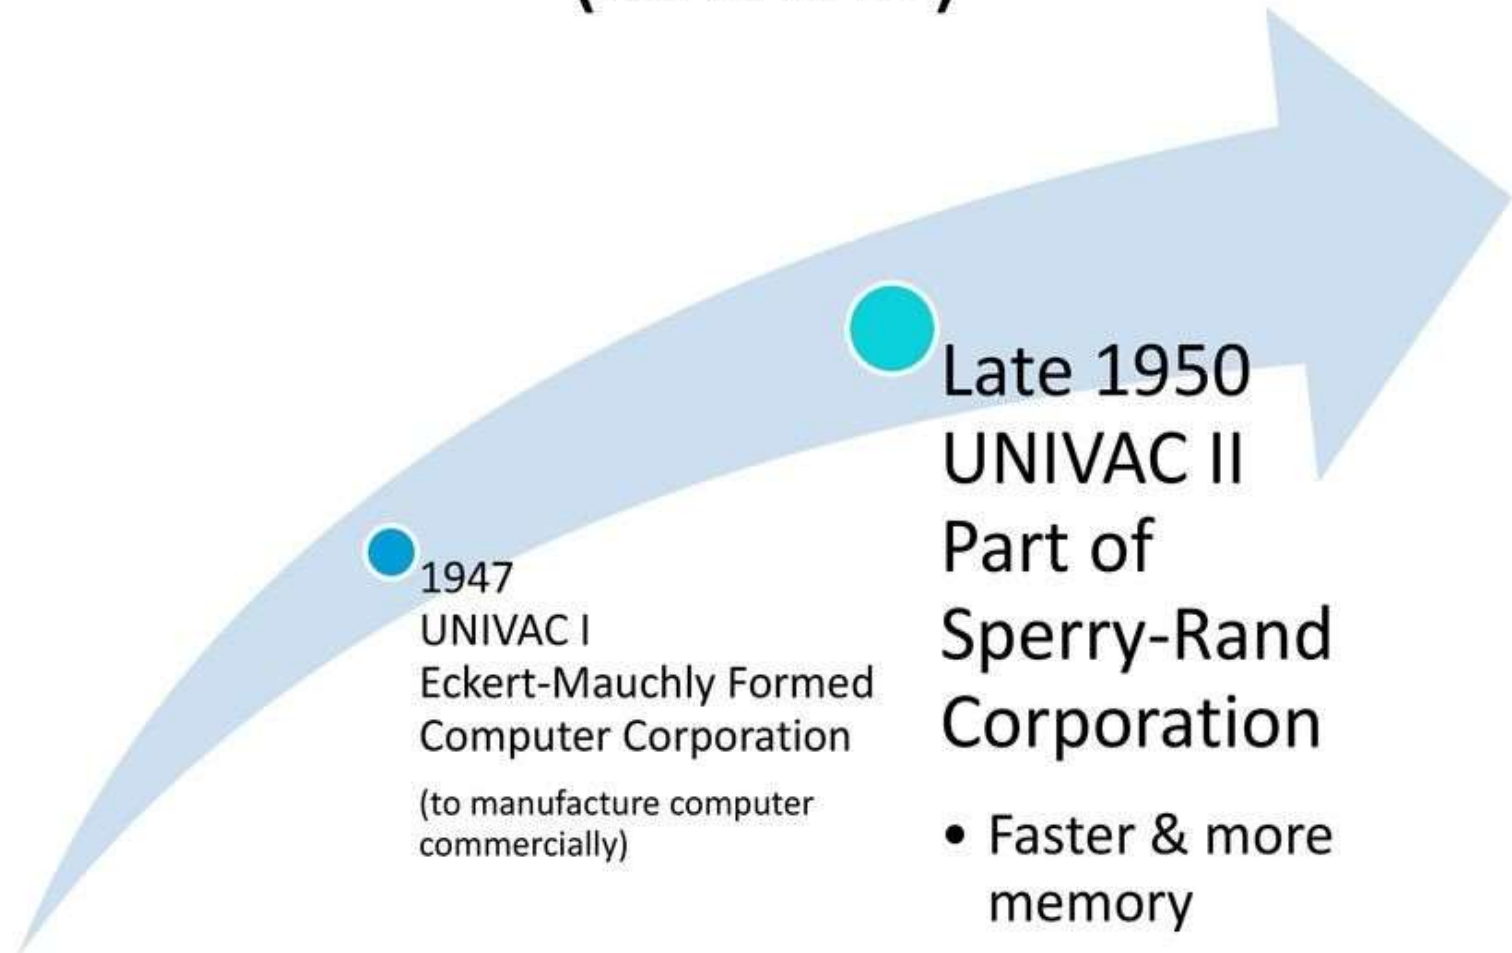 1947
UNIVAC I
Eckert-Mauchly Formed
Computer Corporation
(to manufacture computer
commercially)
Late 1950
UNIVAC II
Part of
Sperry-Rand
Corporation
• Faster & more
memory